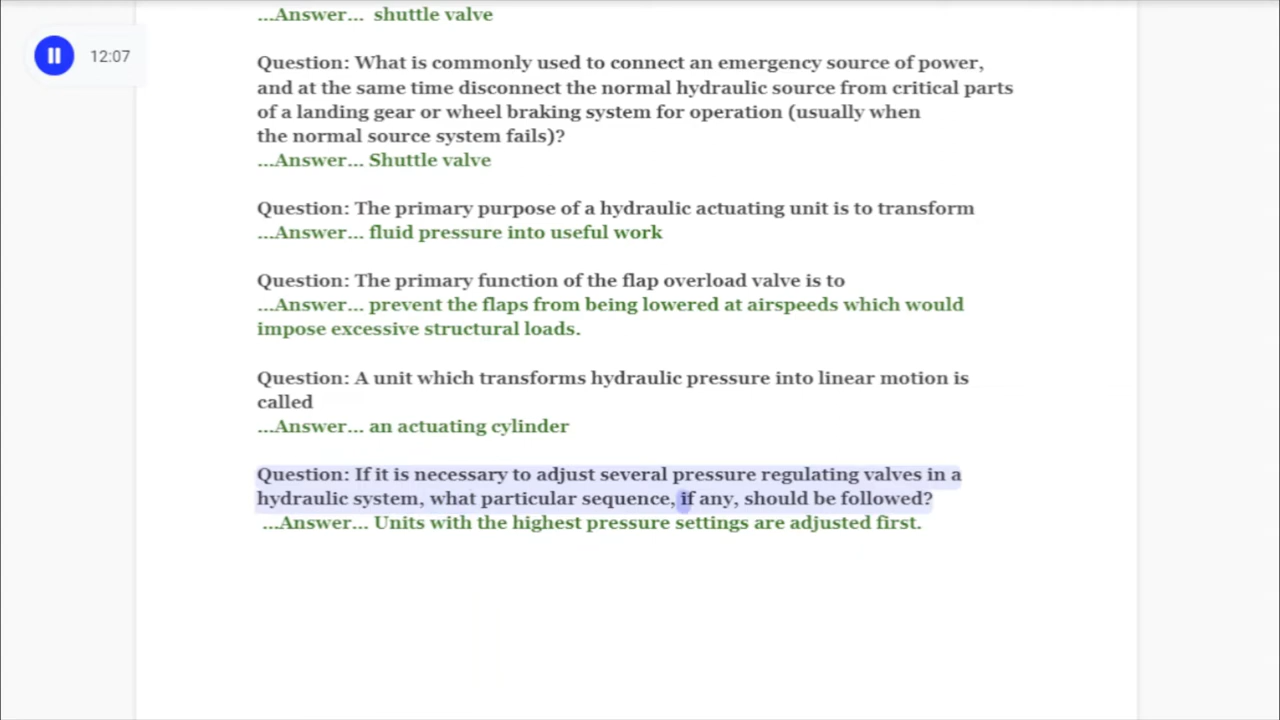 ...Answer...  shuttle valve
12:07
Question: What is commonly used to connect an emergency source of power,
and at the same time disconnect the normal hydraulic source from critical parts
of a landing gear or wheel braking system for operation (usually when
the normal source system fails)?
...Answer... Shuttle valve
Question: The primary purpose of a hydraulic actuating unit is to transform
...Answer... fluid pressure into useful work
Question: The primary function of the flap overload valve is to
...Answer... prevent the flaps from being lowered at airspeeds which would
impose excessive structural loads.
Question: A unit which transforms hydraulic pressure into linear motion is
called
...Answer... an actuating cylinder
Question: If it is necessary to adjust several pressure regulating valves in a
hydraulic system, what particular sequence, if any, should be followed?
...Answer... Units with the highest pressure settings are adjusted first.